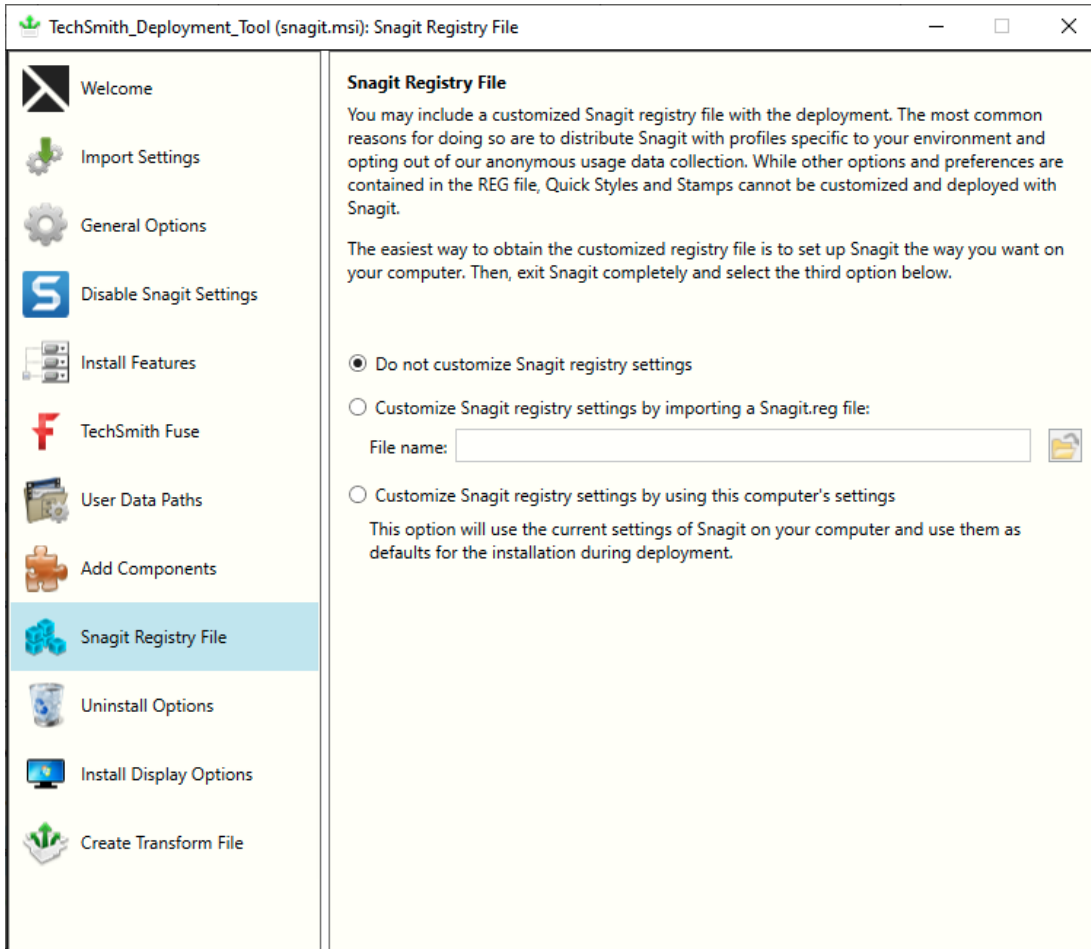 TechSmith_Deployment_Tool (snagit.msi): Snagit Registry File
Welcome
Import Settings
General Options
Disable Snagit Settings
Install Features
TechSmith Fuse
User Data Paths
Add Components
Snagit Registry File
Uninstall Options
Install Display Options
Create Transform File
Snagit Registry File
You may include a customized Snagit registry file with the deployment. The most common
reasons for doing so are to distribute Snagit with profiles specific to your environment and
opting out of our anonymous usage data collection. While other options and preferences are
contained in the REG file, Quick Styles and Stamps cannot be customized and deployed with
Snagit.
The easiest way to obtain the customized registry file is to set up Snagit the way you want on
your computer. Then, exit Snagit completely and select the third option below.
Do not customize Snagit registry settings
Customize Snagit registry settings by importing a Snagit.reg file:
File name:
Customize Snagit registry settings by using this computer's settings
This option will use the current settings of Snagit on your computer and use them as
defaults for the installation during deployment.